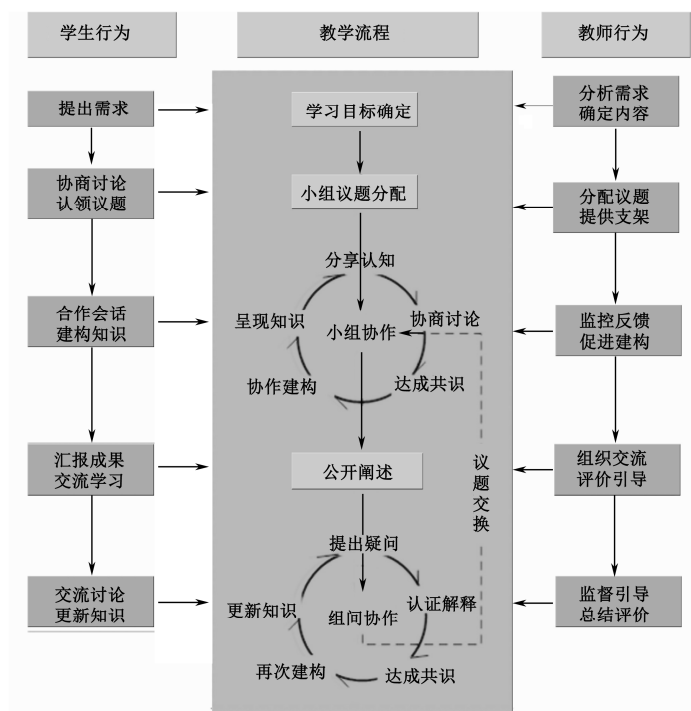 学生行为
教学流程
教师行为
提出需求
学习目标确定
分析需求
确定内容
协商讨论
认领议题
小组议题分配
分配议题
提供支架
分享认知
呈现知识
小组协作
协商讨论
协作建构
达成共识
合作会话
建构知识
监控反馈
促进建构
汇报成果
交流学习
公开阐述
议
题
交
换
组织交流
评价引导
提出疑问
更新知识
组间协作
认证解释
再次建构
达成共识
交流讨论
更新知识
监督引导
总结评价